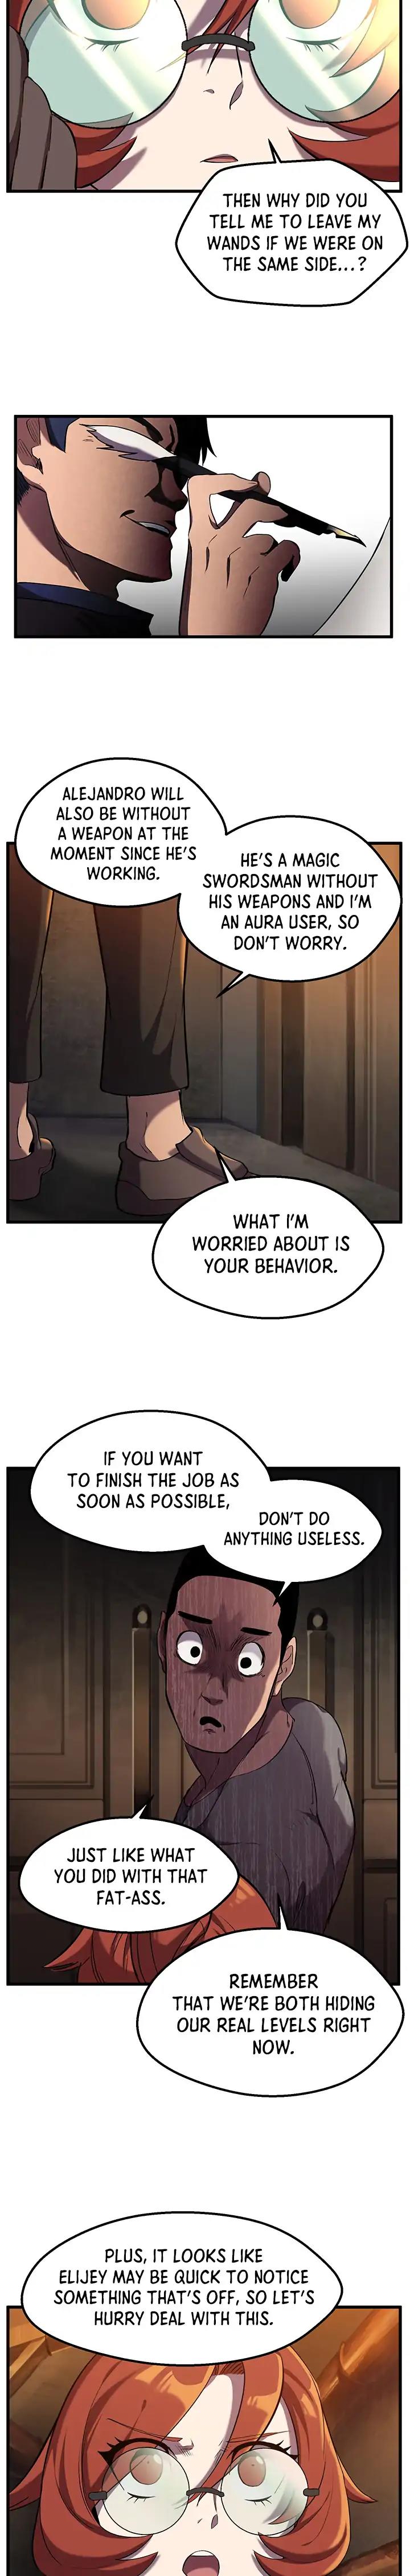 THEN WHY DID YOU
TELL ME TO LEAVE MY
WANDS IF WE WERE ON
THE SAME SIDE...?
ALEJANDRO WILL
ALSO BE WITHOUT
A WEAPON AT THE
MOMENT SINCE HE'S
WORKING.
HE'S A MAGIC
SWORDSMAN WITHOUT
HIS WEAPONS AND I'M
AN AURA USER, SO
DON'T WORRY.
WHAT I'M
WORRIED ABOUT IS
YOUR BEHAVIOR.
IF YOU WANT
TO FINISH THE JOB AS
SOON AS POSSIBLE,
DON'T DO
ANYTHING USELESS.
JUST LIKE WHAT
YOU DID WITH THAT
FAT-ASS.
REMEMBER
THAT WE'RE BOTH HIDING
OUR REAL LEVELS RIGHT
NOW.
PLUS, IT LOOKS LIKE
ELIJEY MAY BE QUICK TO NOTICE
SOMETHING THAT'S OFF, SO LET'S
HURRY DEAL WITH THIS.